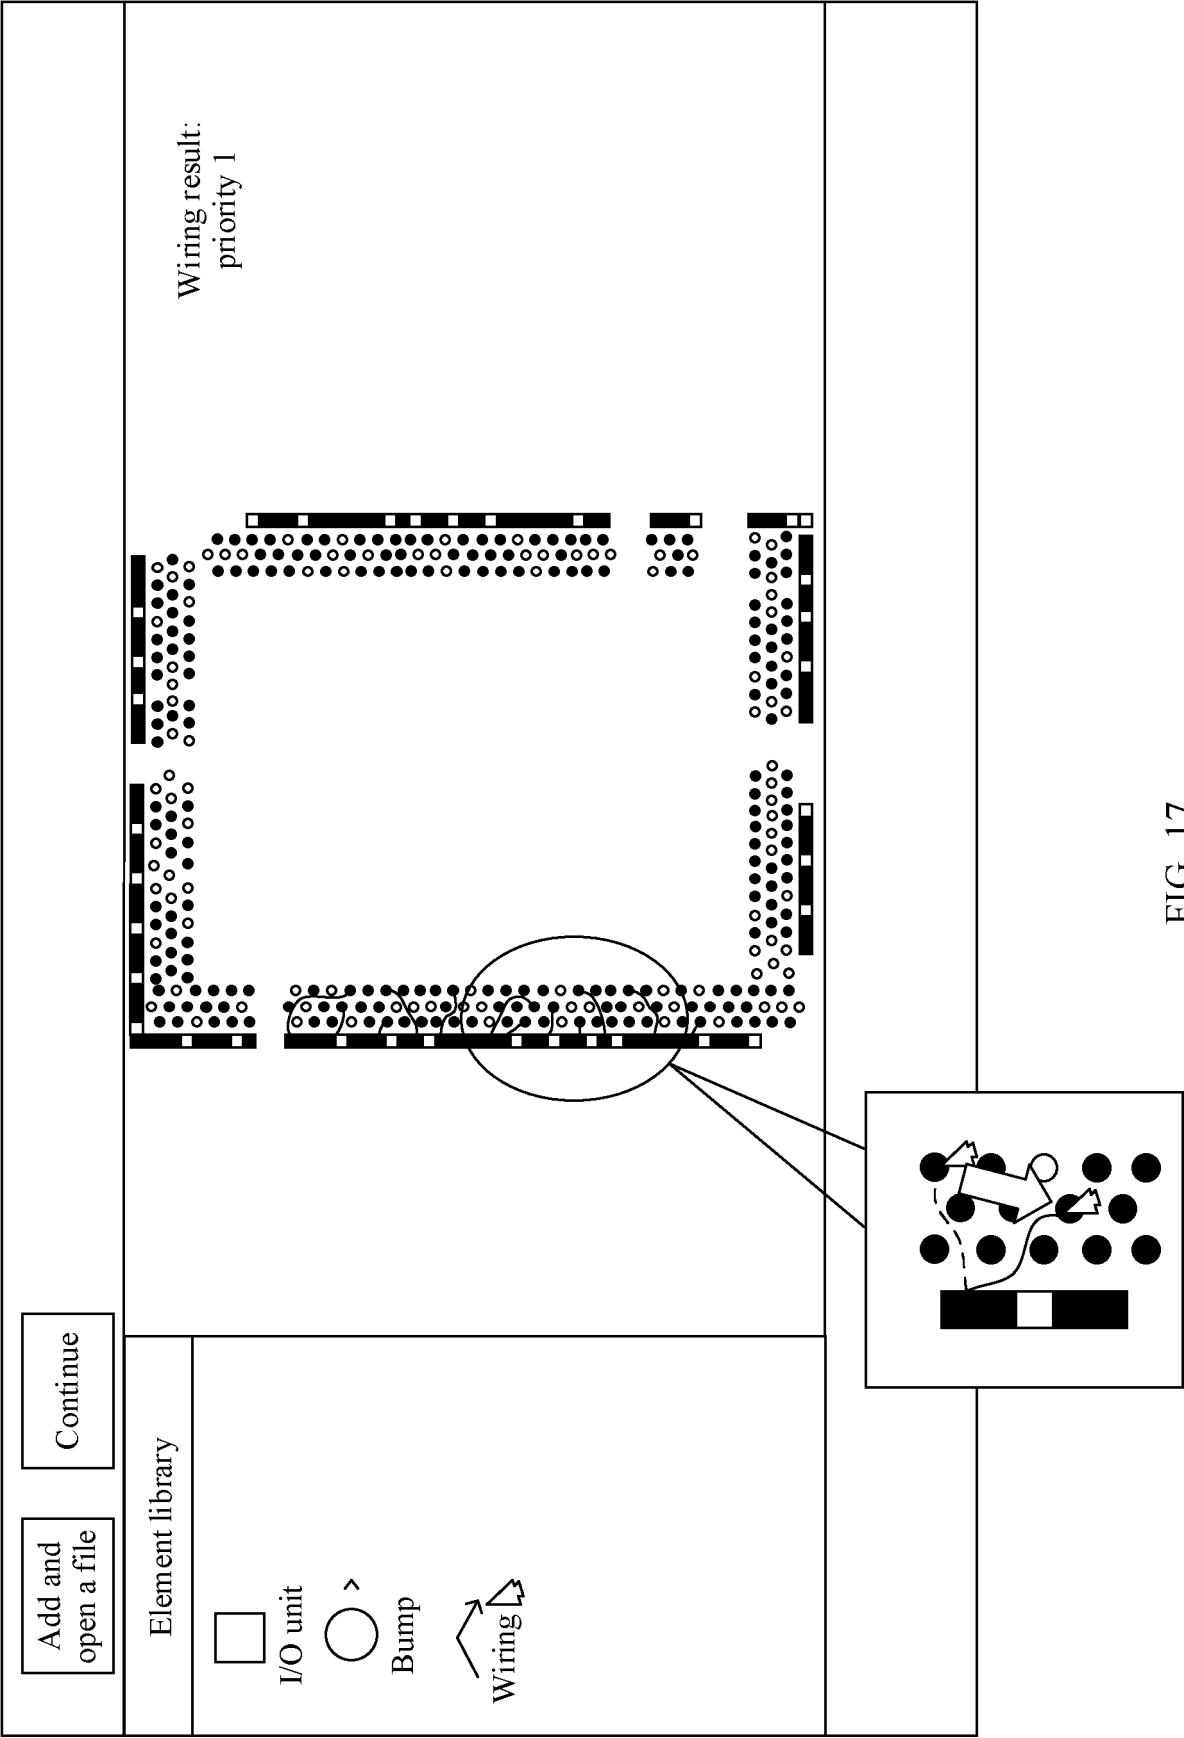 Add and
open a file
Continue
Element library
I/O unit
Bump
Wiring
Wiring result:
priority 1
FIG. 17